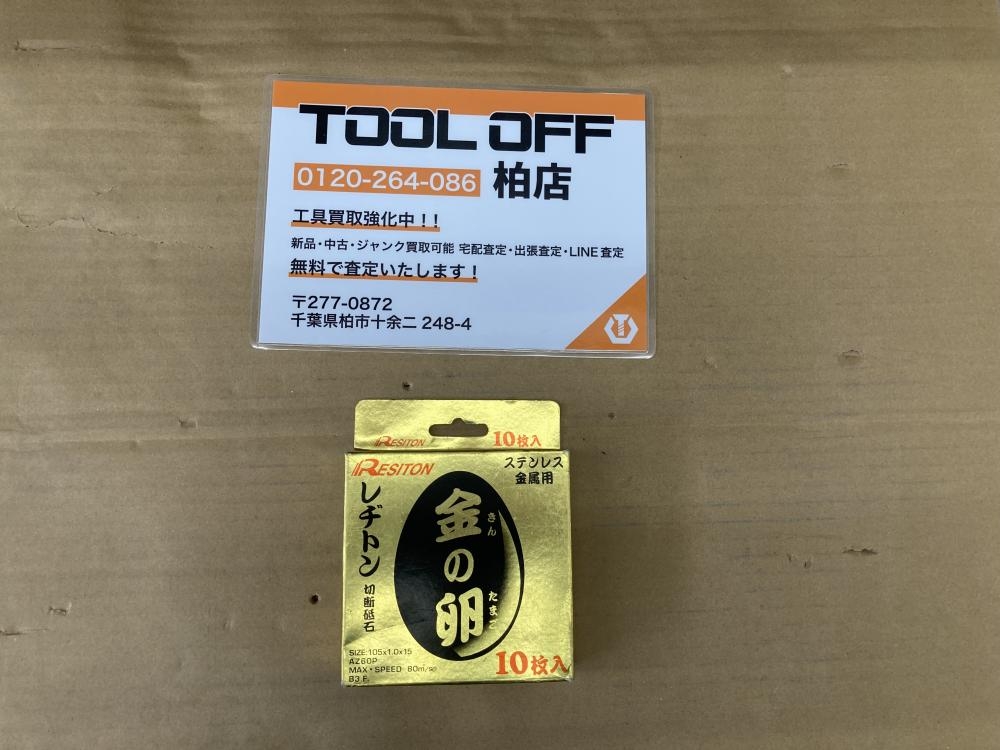 TOOL OFF
0120-264-086 柏店
工具買取強化中！！
新品・中古・ジャンク買取可能 宅配査定・出張査定・LINE査定
無料で査定いたします！
〒277-0872
千葉県柏市十余二 248-4
RESITON 10枚入
RESITON
ステンレス
金属用
レヂトン
切断砥石
金の卵
きん
たまご
SIZE:105x1.0x15
AZ60P
MAX・SPEED 80m/sec
B3 F
10枚入